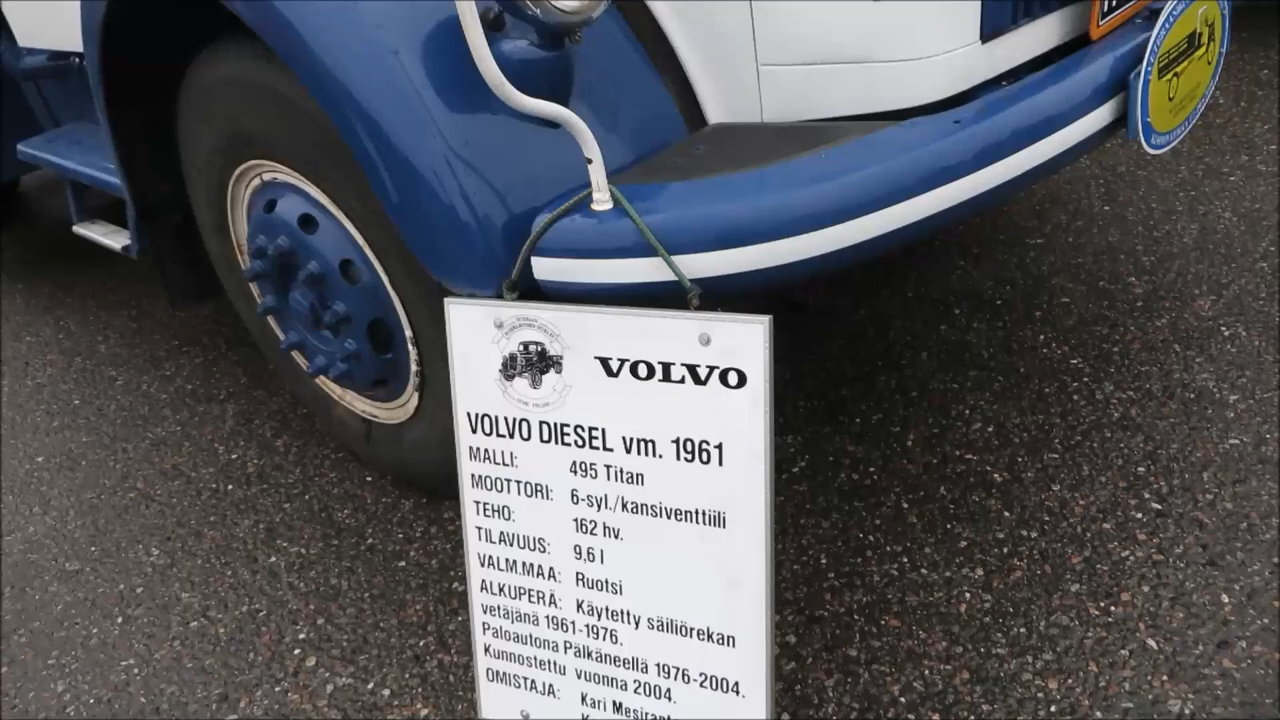 VOLVO
VOLVO DIESEL vm. 1961
MALLI: 495 Titan
MOOTTORI: 6-syl./kansiventtiili
TEHO: 162 hv.
TILAVUUS: 9,6 l
VALM.MAA: Ruotsi
ALKUPERÄ: Käytetty säiliörekan
vetäjänä 1961-1976.
Paloautona Pälkäneellä 1976-2004.
Kunnostettu vuonna 2004.
OMISTAJA: Kari